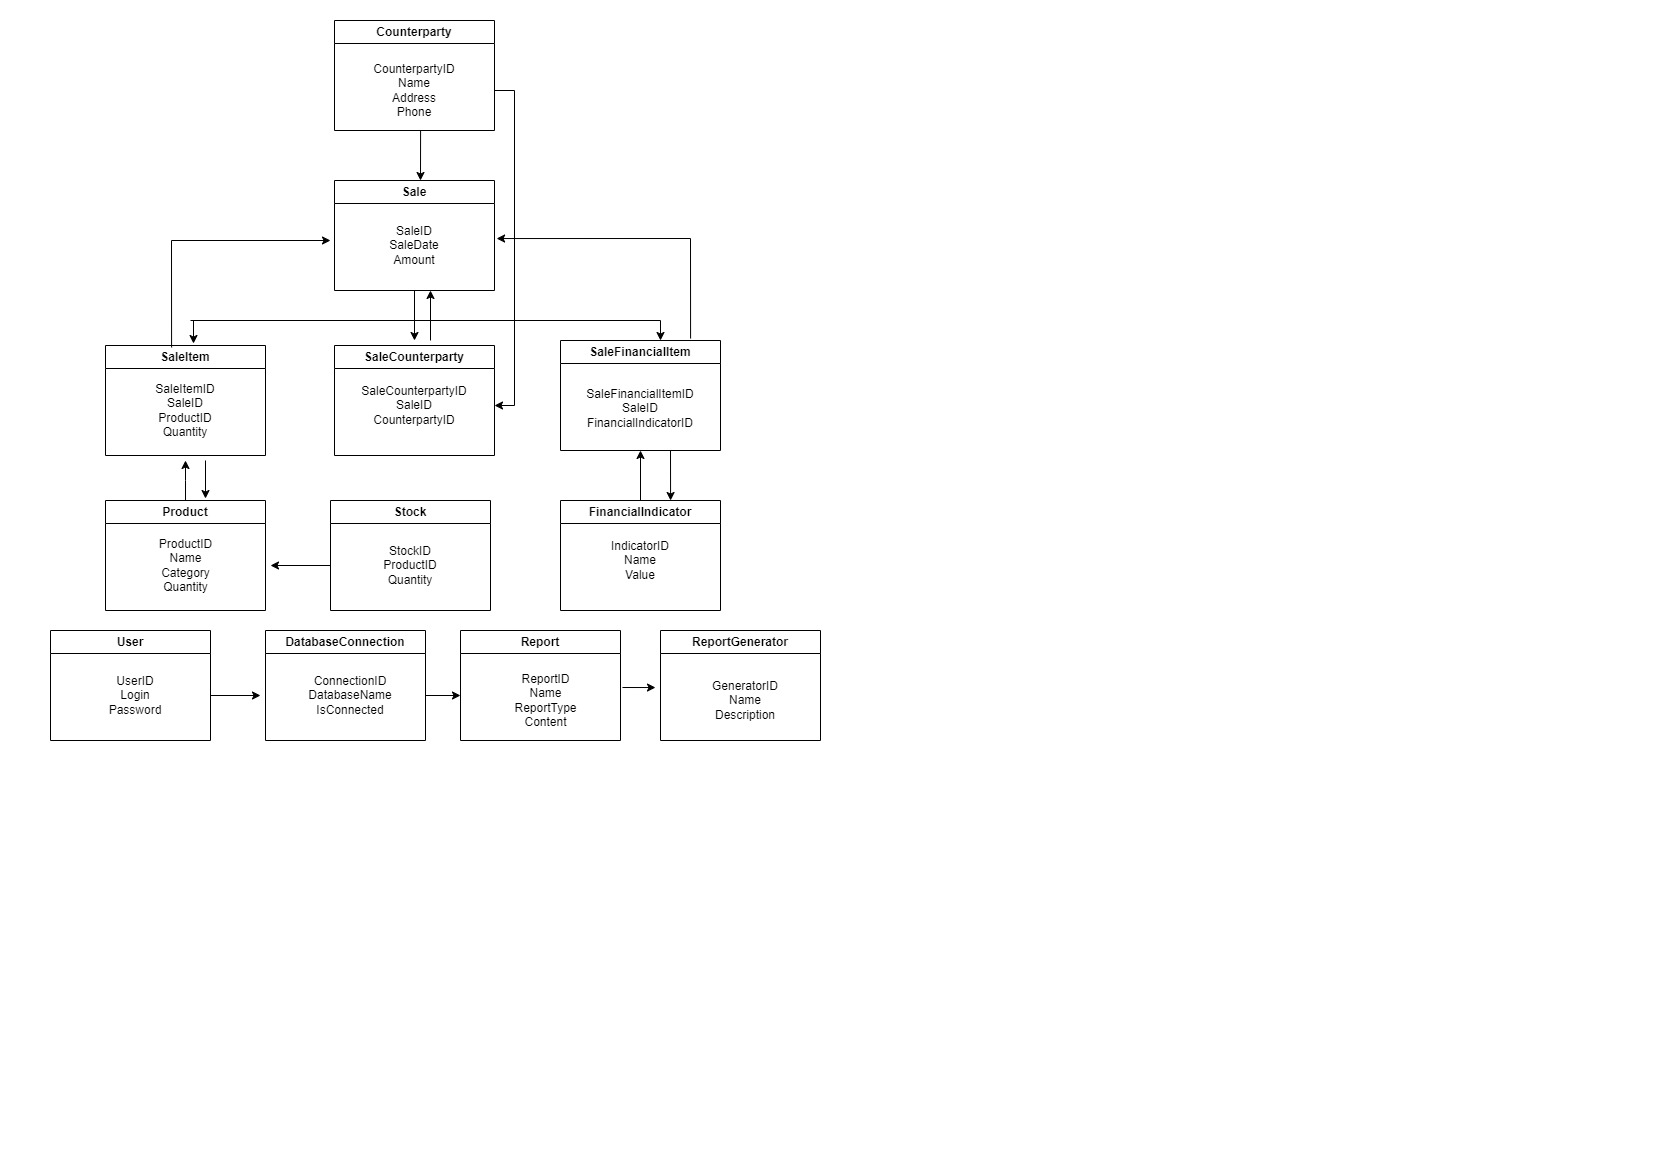 Counterparty
CounterpartyID
Name
Address
Phone
Sale
SaleID
SaleDate
Amount
SaleItem
SaleItemID
SaleID
ProductID
Quantity
SaleCounterparty
SaleCounterpartyID
SaleID
CounterpartyID
SaleFinancialItem
SaleFinancialItemID
SaleID
FinancialIndicatorID
Product
ProductID
Name
Category
Quantity
Stock
StockID
ProductID
Quantity
FinancialIndicator
IndicatorID
Name
Value
User
UserID
Login
Password
DatabaseConnection
ConnectionID
DatabaseName
IsConnected
Report
ReportID
Name
ReportType
Content
ReportGenerator
GeneratorID
Name
Description